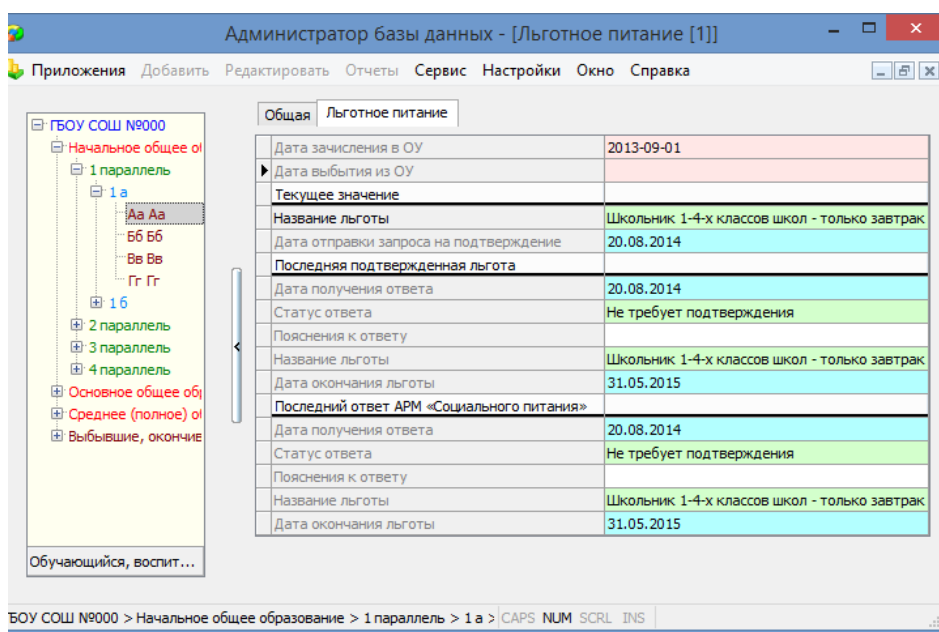 Администратор базы данных - [Льготное питание [1]]
Приложения Добавить Редактировать Отчеты Сервис Настройки Окно Справка
ГБОУ СОШ №000
Начальное общее об
1 параллель
1 а
Аа Аа
Бб Бб
Вв Вв
Гг Гг
1 б
2 параллель
3 параллель
4 параллель
Основное общее обр
Среднее (полное) об
Выбывшие, окончив
Обучающийся, воспит...
Общая Льготное питание
Дата зачисления в ОУ 2013-09-01
Дата выбытия из ОУ
Текущее значение
Название льготы Школьник 1-4-х классов школ - только завтрак
Дата отправки запроса на подтверждение 20.08.2014
Последняя подтвержденная льгота
Дата получения ответа 20.08.2014
Статус ответа Не требует подтверждения
Пояснения к ответу
Название льготы Школьник 1-4-х классов школ - только завтрак
Дата окончания льготы 31.05.2015
Последний ответ АРМ «Социального питания»
Дата получения ответа 20.08.2014
Статус ответа Не требует подтверждения
Пояснения к ответу
Название льготы Школьник 1-4-х классов школ - только завтрак
Дата окончания льготы 31.05.2015
ГБОУ СОШ №000 > Начальное общее образование > 1 параллель > 1 а > CAPS NUM SCRL INS